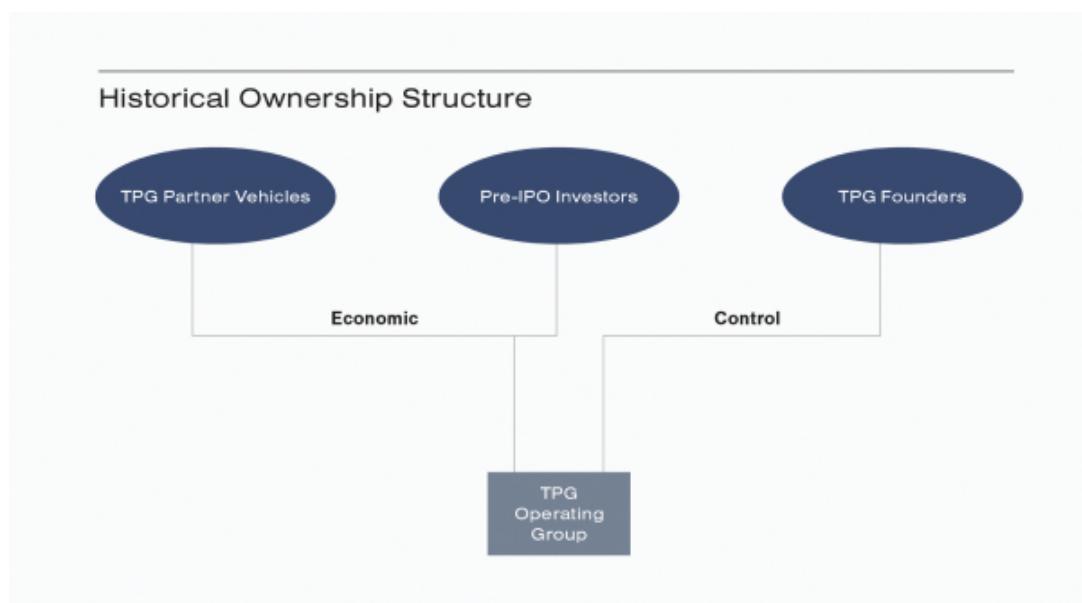 Historical Ownership Structure
TPG Partner Vehicles
Pre-IPO Investors
TPG Founders
Economic
Control
TPG
Operating
Group